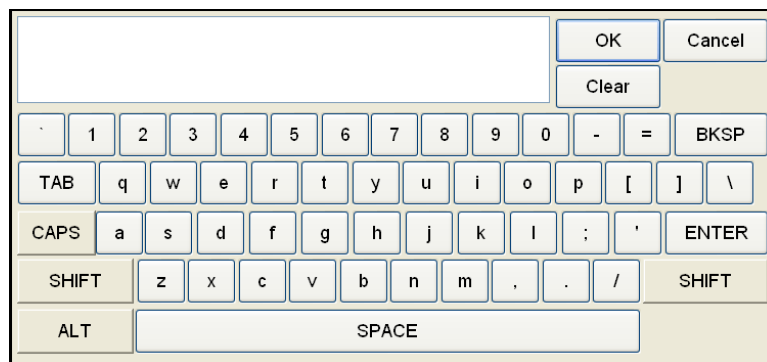 OK Cancel
Clear
` 1 2 3 4 5 6 7 8 9 0 - = BKSP
TAB q w e r t y u i o p [ ] \
CAPS a s d f g h j k l ; ' ENTER
SHIFT z x c v b n m , . / SHIFT
ALT SPACE